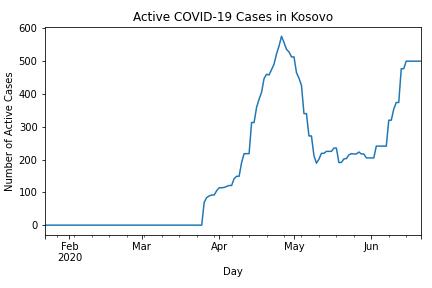 Active COVID-19 Cases in Kosovo
Number of Active Cases
600
500
400
300
200
100
0
Feb
2020
Mar
Apr
May
Jun
Day